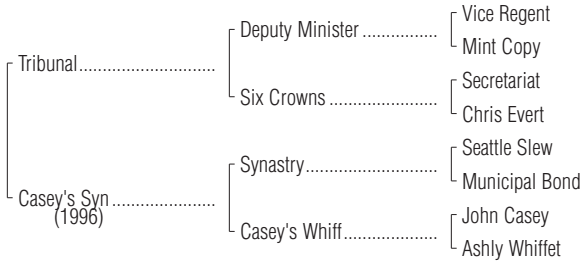 Vice Regent
Deputy Minister
Mint Copy
Tribunal
Secretariat
Six Crowns
Chris Evert
Seattle Slew
Synastry
Municipal Bond
Casey's Syn
(1996)
John Casey
Casey's Whiff
Ashly Whiffet